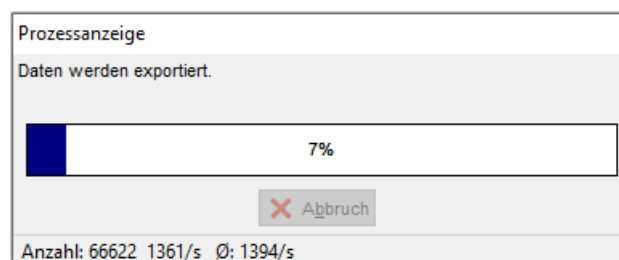 Prozessanzeige
Daten werden exportiert.
7%
Abbruch
Anzahl: 66622 1361/s Ø: 1394/s